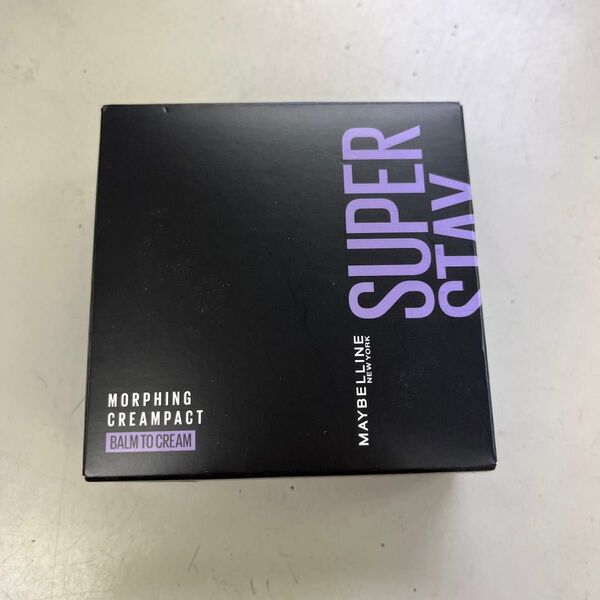 SUPER
STAY
MAYBELLINE
NEW YORK
MORPHING
CREAMPACT
BALM TO CREAM